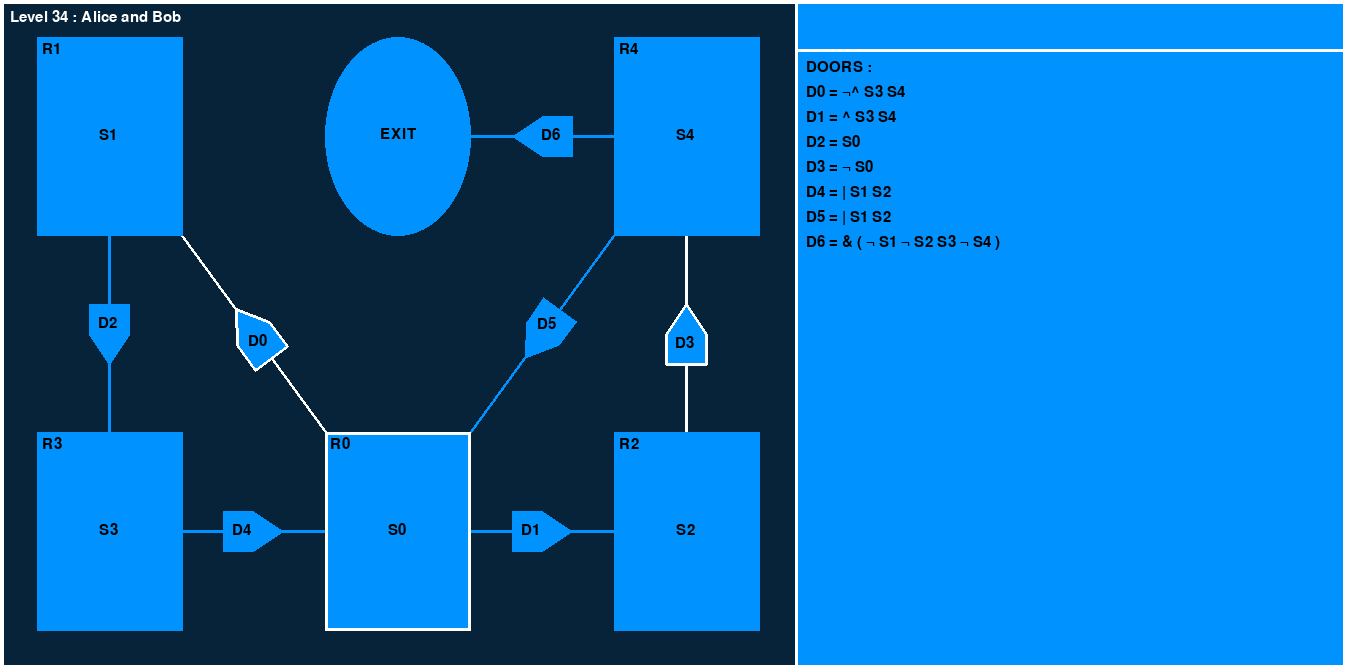 Level 34 : Alice and Bob
R1
R4
S1
EXIT
D6
S4
D2
D0
D5
D3
R3
R0
R2
S3
D4
S0
D1
S2
DOORS :
D0 = ¬^ S3 S4
D1 = ^ S3 S4
D2 = S0
D3 = ¬ S0
D4 = | S1 S2
D5 = | S1 S2
D6 = & ( ¬ S1 ¬ S2 S3 ¬ S4 )